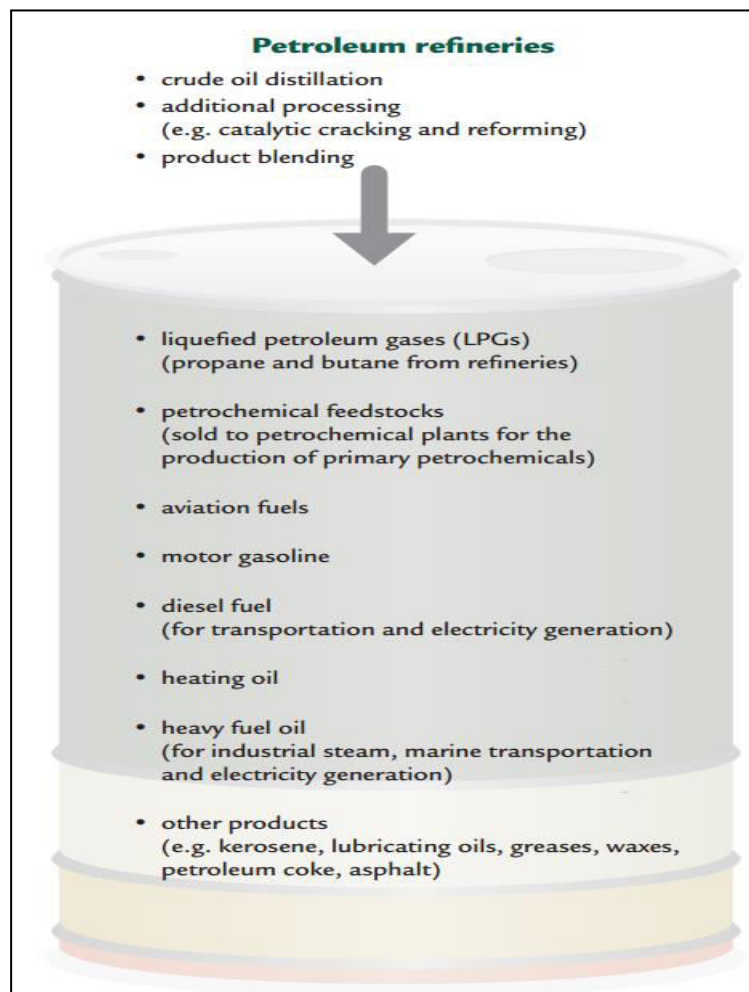 Petroleum refineries
• crude oil distillation
• additional processing
(e.g. catalytic cracking and reforming)
• product blending
• liquefied petroleum gases (LPGs)
(propane and butane from refineries)
• petrochemical feedstocks
(sold to petrochemical plants for the
production of primary petrochemicals)
• aviation fuels
• motor gasoline
• diesel fuel
(for transportation and electricity generation)
• heating oil
• heavy fuel oil
(for industrial steam, marine transportation
and electricity generation)
• other products
(e.g. kerosene, lubricating oils, greases, waxes,
petroleum coke, asphalt)